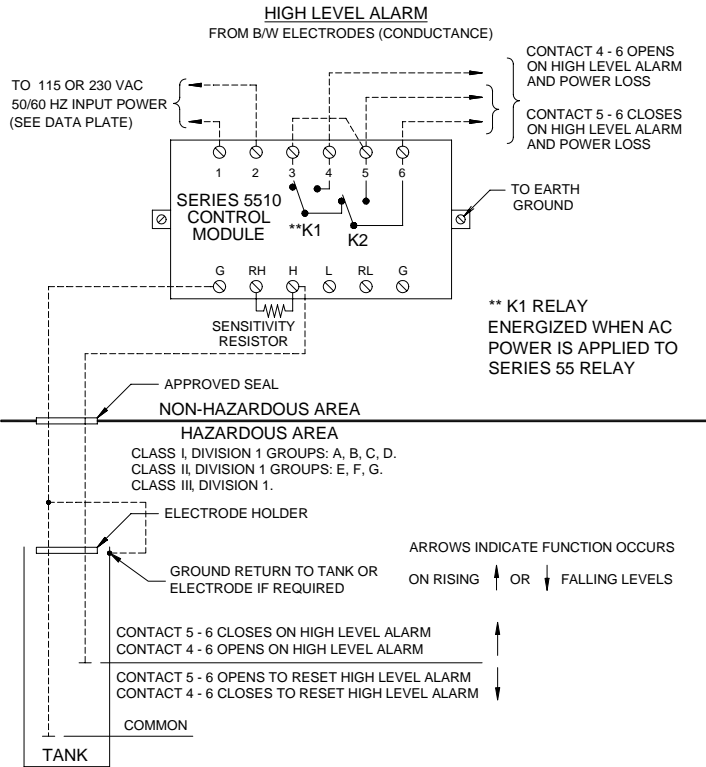 HIGH LEVEL ALARM
FROM B/W ELECTRODES (CONDUCTANCE)
TO 115 OR 230 VAC
50/60 HZ INPUT POWER
(SEE DATA PLATE)
CONTACT 4 - 6 OPENS
ON HIGH LEVEL ALARM
AND POWER LOSS
CONTACT 5 - 6 CLOSES
ON HIGH LEVEL ALARM
AND POWER LOSS
1 2 3 4 5 6
SERIES 5510
CONTROL
MODULE
**K1
K2
TO EARTH
GROUND
G RH H L RL G
SENSITIVITY
RESISTOR
** K1 RELAY
ENERGIZED WHEN AC
POWER IS APPLIED TO
SERIES 55 RELAY
APPROVED SEAL
NON-HAZARDOUS AREA
HAZARDOUS AREA
CLASS I, DIVISION 1 GROUPS: A, B, C, D.
CLASS II, DIVISION 1 GROUPS: E, F, G.
CLASS III, DIVISION 1.
ELECTRODE HOLDER
GROUND RETURN TO TANK OR
ELECTRODE IF REQUIRED
ARROWS INDICATE FUNCTION OCCURS
ON RISING OR FALLING LEVELS
CONTACT 5 - 6 CLOSES ON HIGH LEVEL ALARM
CONTACT 4 - 6 OPENS ON HIGH LEVEL ALARM
CONTACT 5 - 6 OPENS TO RESET HIGH LEVEL ALARM
CONTACT 4 - 6 CLOSES TO RESET HIGH LEVEL ALARM
COMMON
TANK